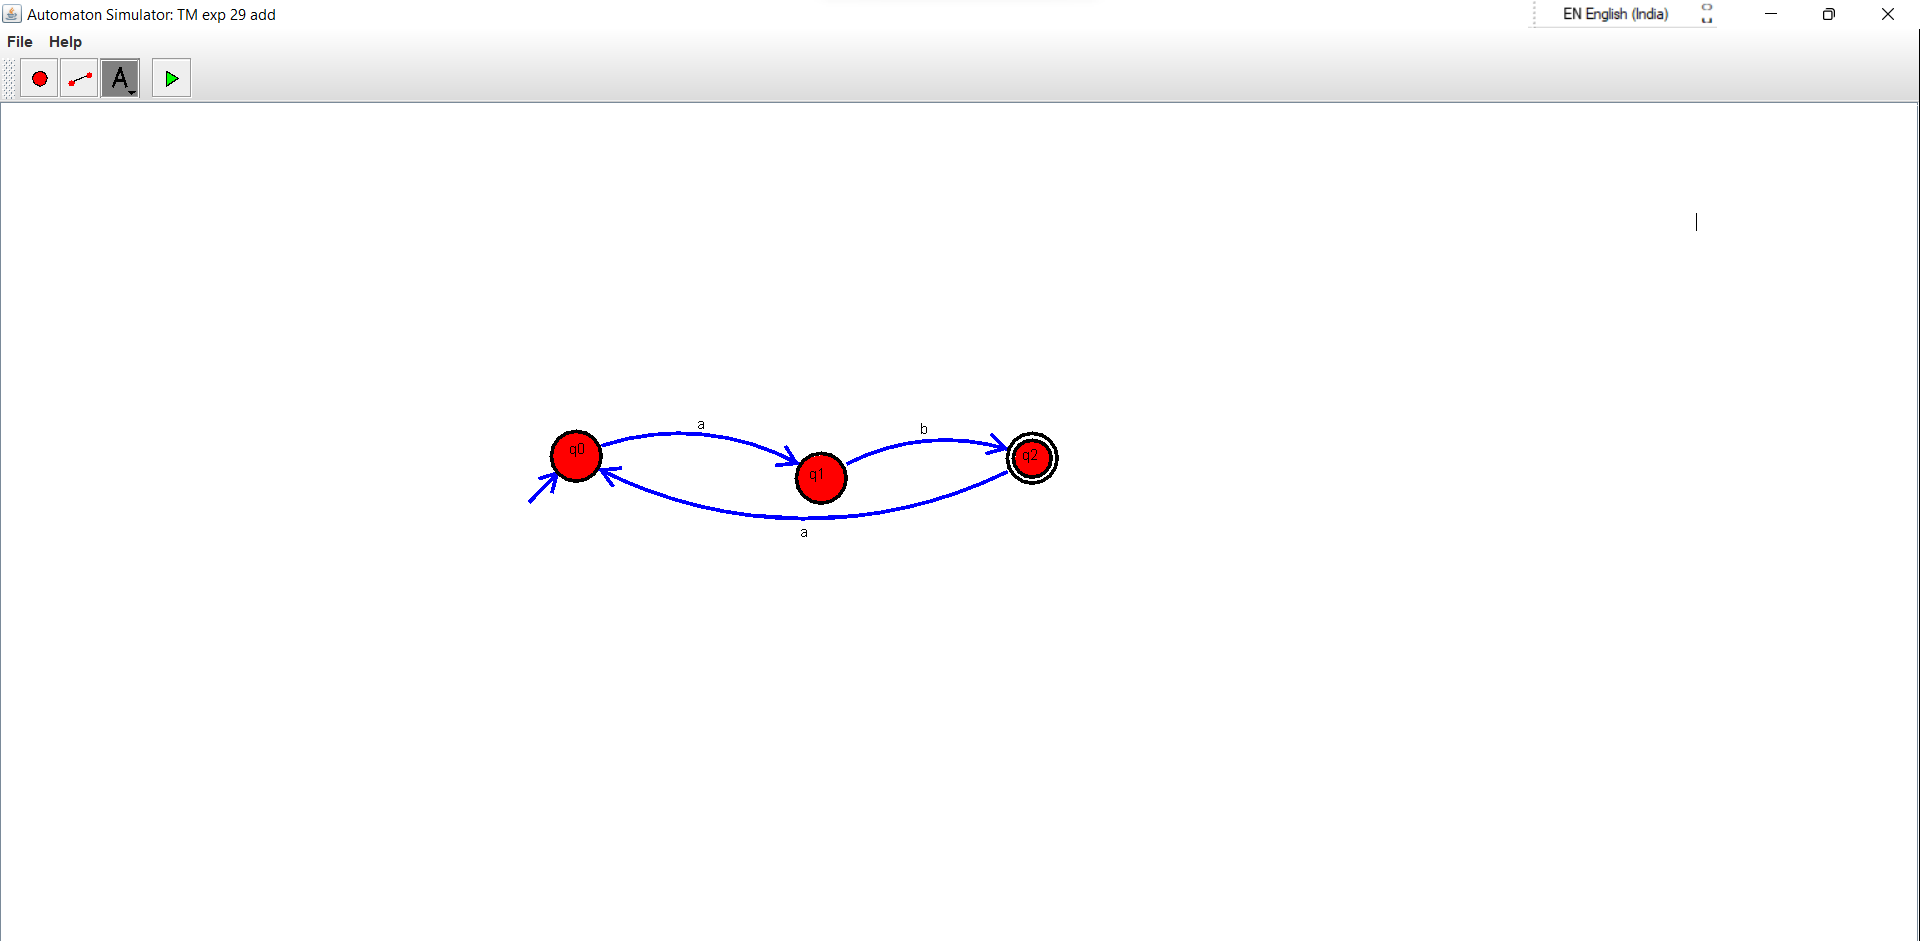 Automaton Simulator: TM exp 29 add
EN English (India)
File Help
A
a
b
q0
q1
q2
a